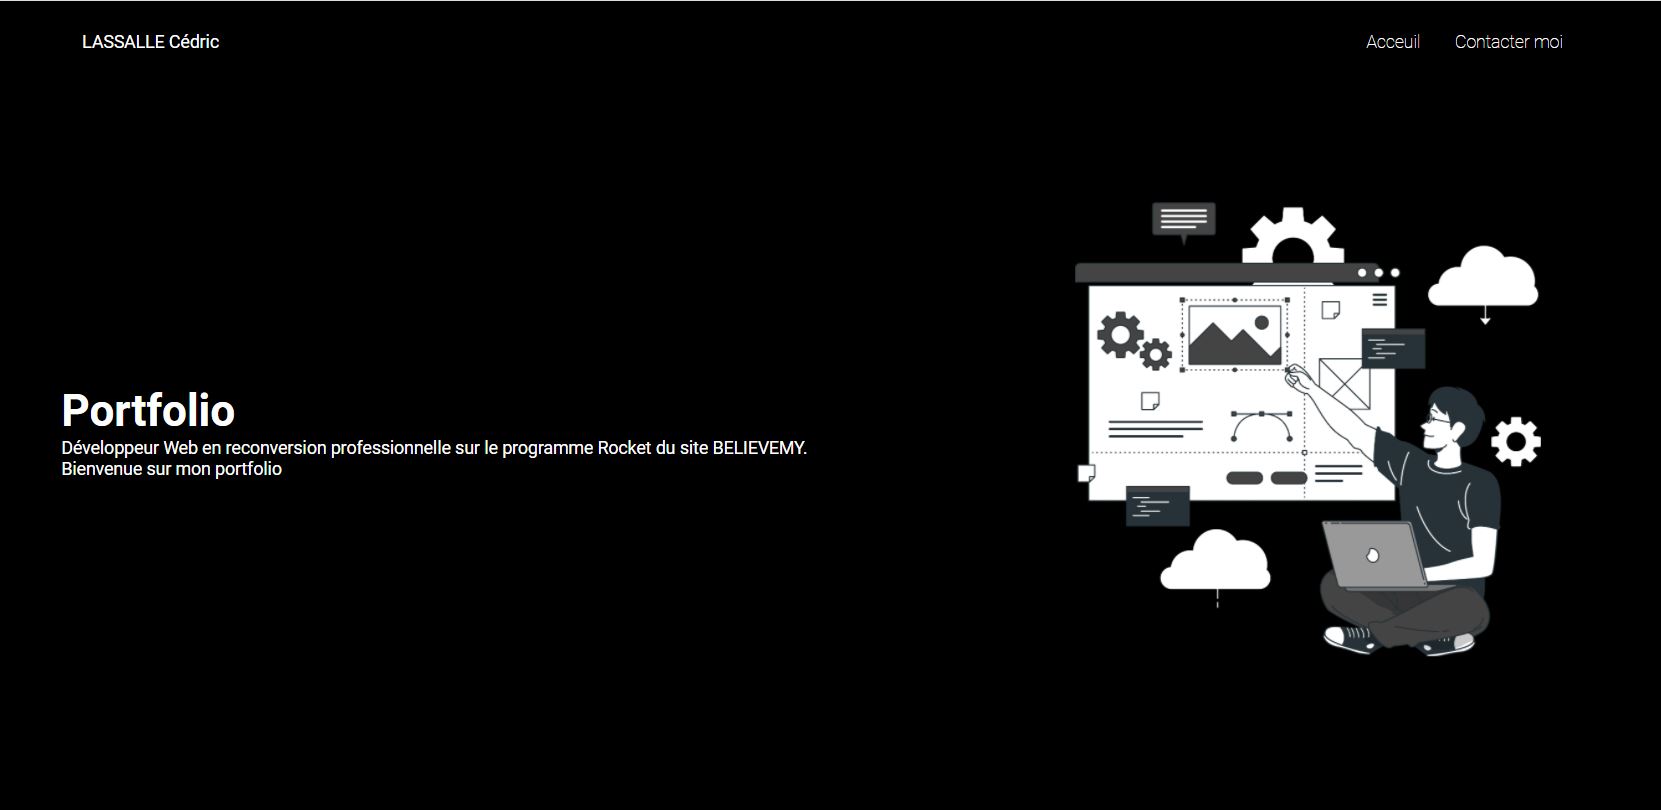 LASSALLE Cédric
Acceuil
Contacter moi
Portfolio
Développeur Web en reconversion professionnelle sur le programme Rocket du site BELIEVEMY.
Bienvenue sur mon portfolio